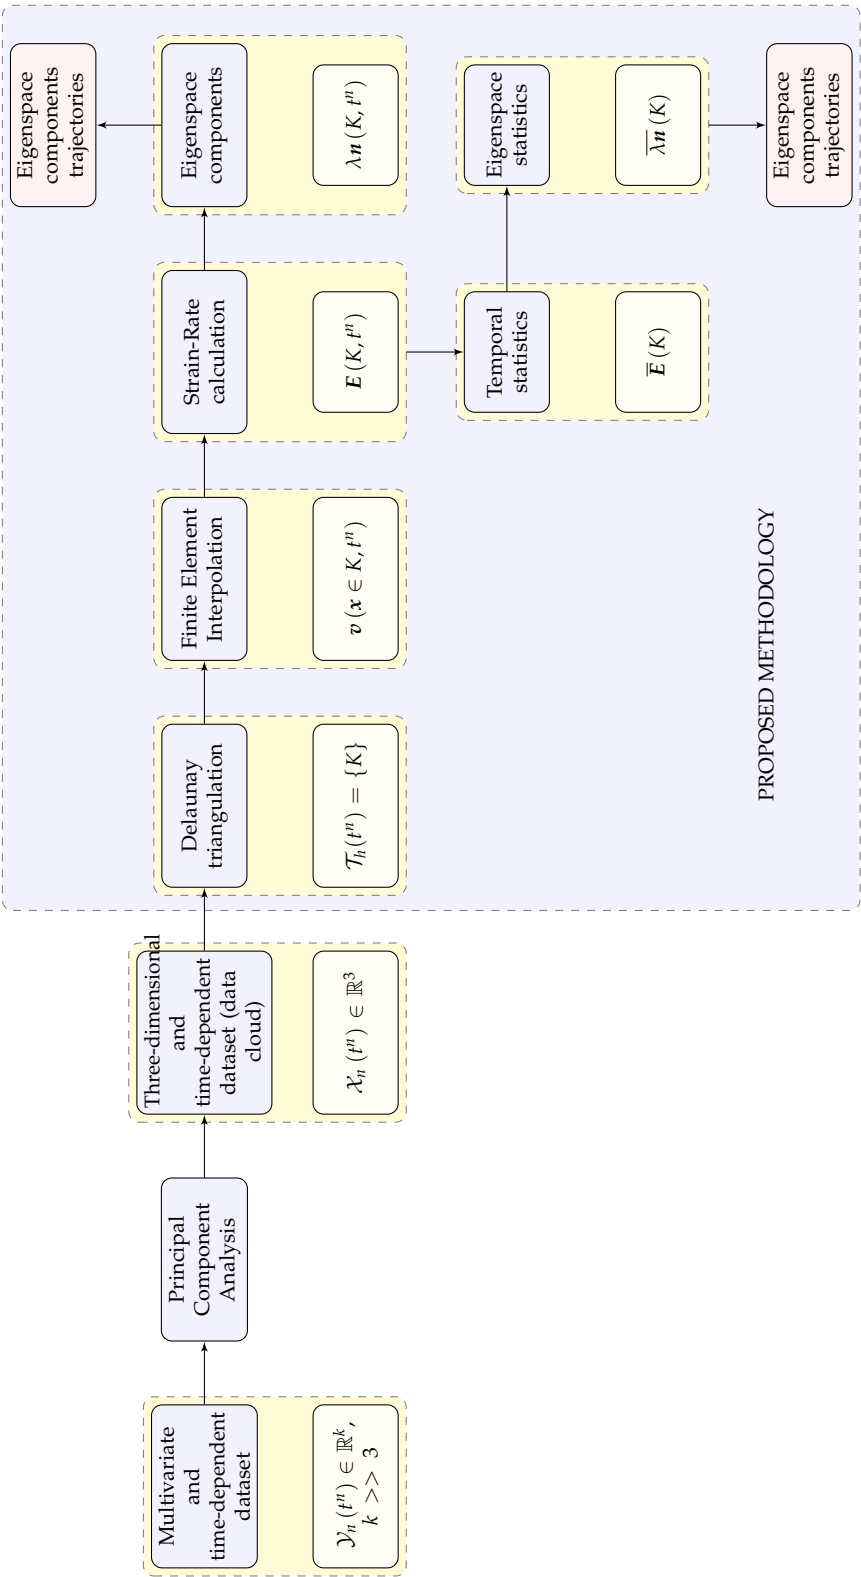 Multivariate
and
time-dependent
dataset
𝒴ₙ (tⁿ) ∈ ℝᵏ,
k >> 3
Principal
Component
Analysis
Three-dimensional
and
time-dependent
dataset (data
cloud)
𝒳ₙ (tⁿ) ∈ ℝ³
Delaunay
triangulation
𝒯ₕ(tⁿ) = {K}
Finite Element
Interpolation
v (x ∈ K, tⁿ)
Strain-Rate
calculation
E (K, tⁿ)
Eigenspace
components
λn (K, tⁿ)
Eigenspace
components
trajectories
Temporal
statistics
E̅ (K)
Eigenspace
statistics
λ̅n̅ (K)
Eigenspace
components
trajectories
PROPOSED METHODOLOGY